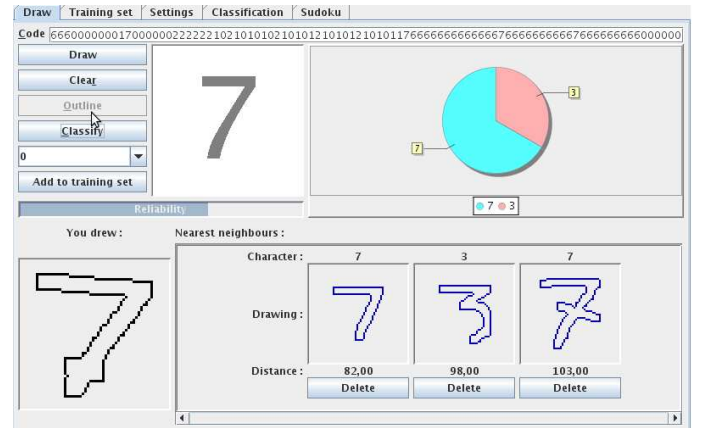 Draw Training set Settings Classification Sudoku
Code
Draw
Clear
Outline
Classify
0
Add to training set
Reliability
7
3
7
7 3
You drew :
Nearest neighbours :
Character : 7 3 7
Drawing :
Distance : 82,00 98,00 103,00
Delete Delete Delete